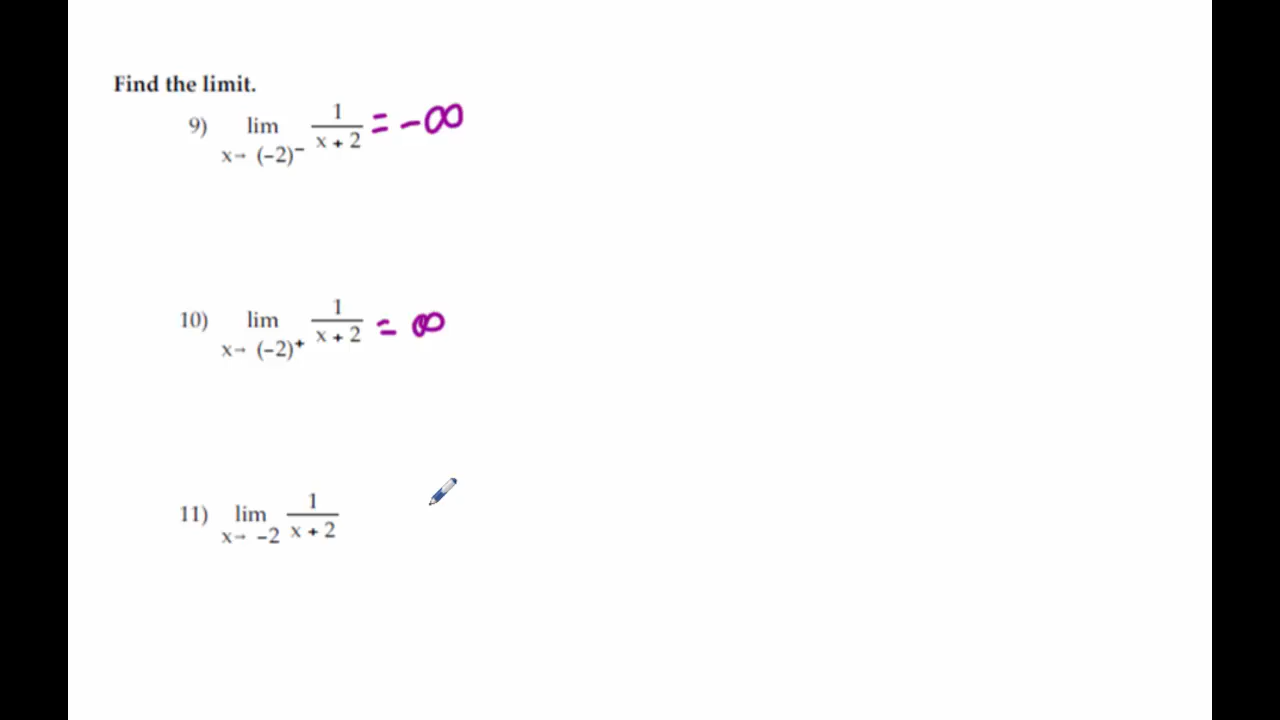 Find the limit.
9) lim x→ (−2)⁻ 1/(x + 2) = -∞
10) lim x→ (−2)⁺ 1/(x + 2) = ∞
11) lim x→ −2 1/(x + 2)